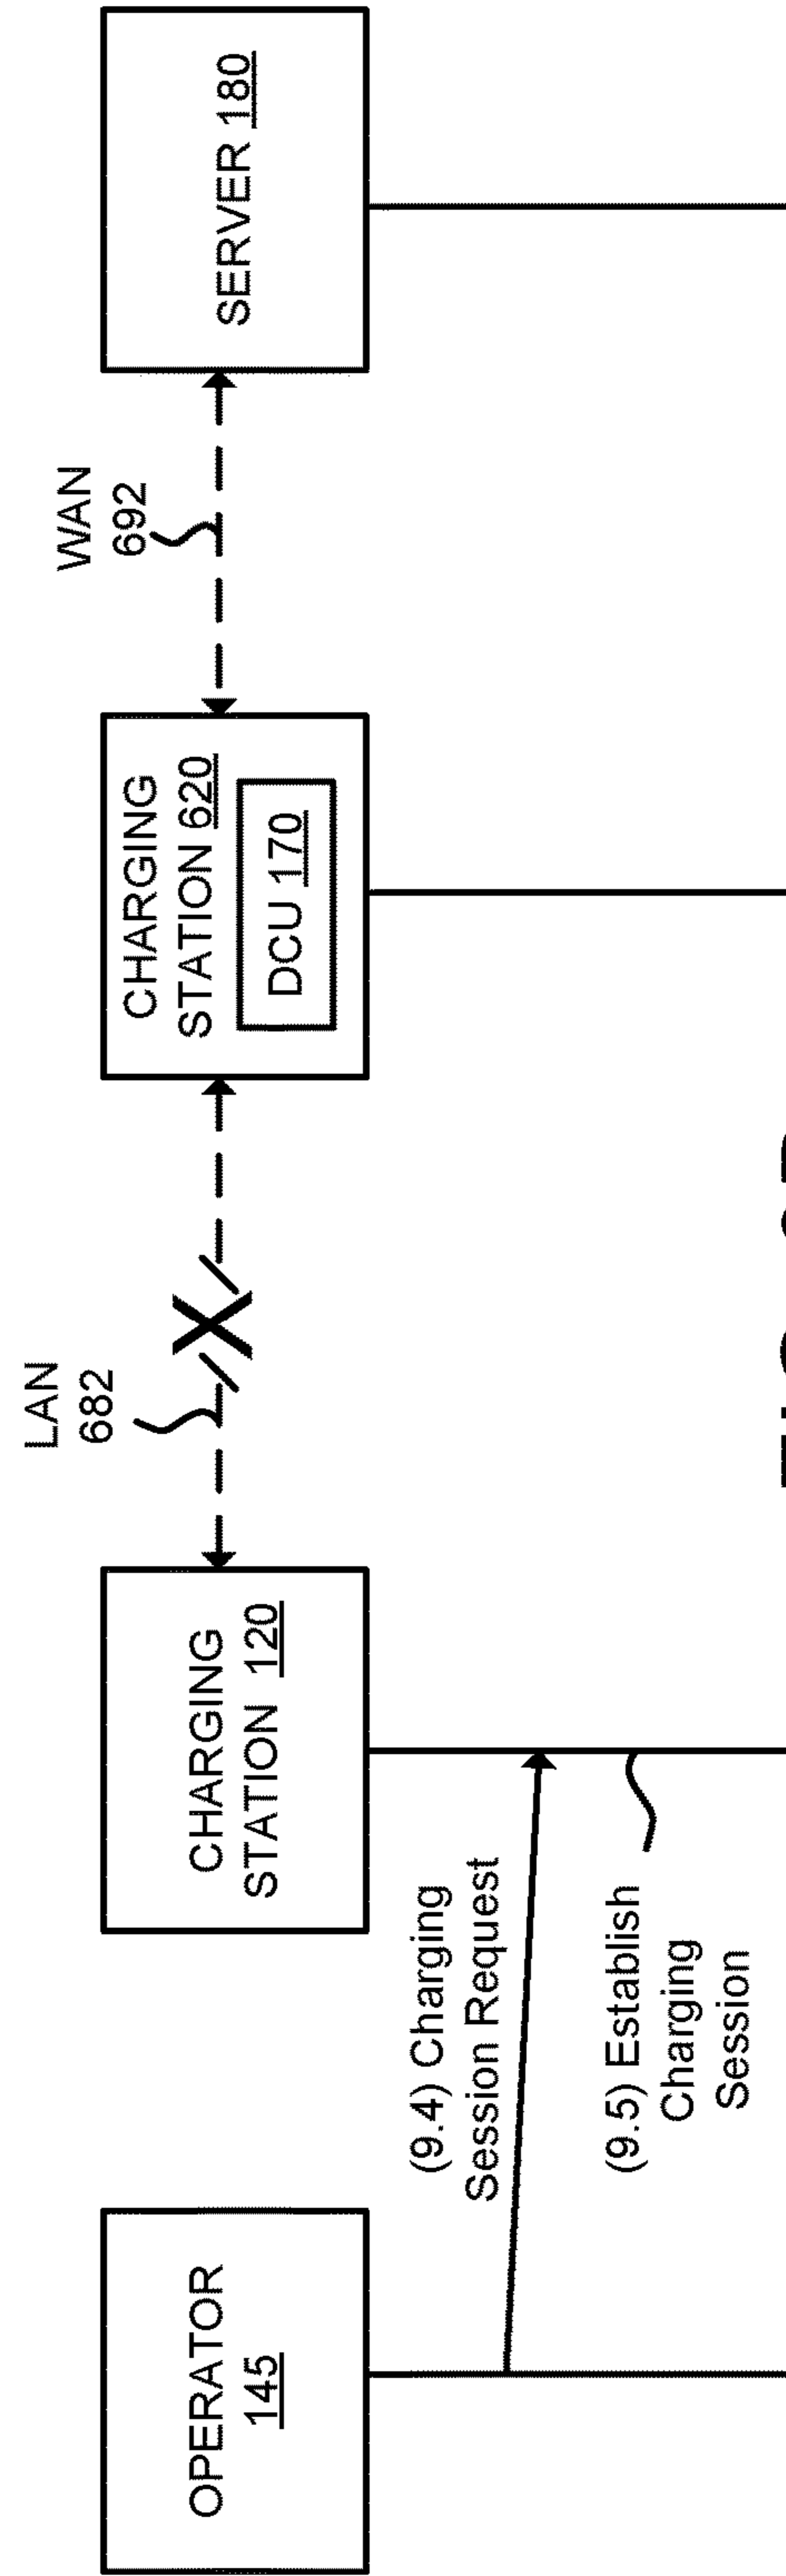 WAN
692
LAN
682
OPERATOR
145
CHARGING
STATION 120
CHARGING
STATION 620
DCU 170
SERVER 180
X
(9.4) Charging
Session Request
(9.5) Establish
Charging
Session